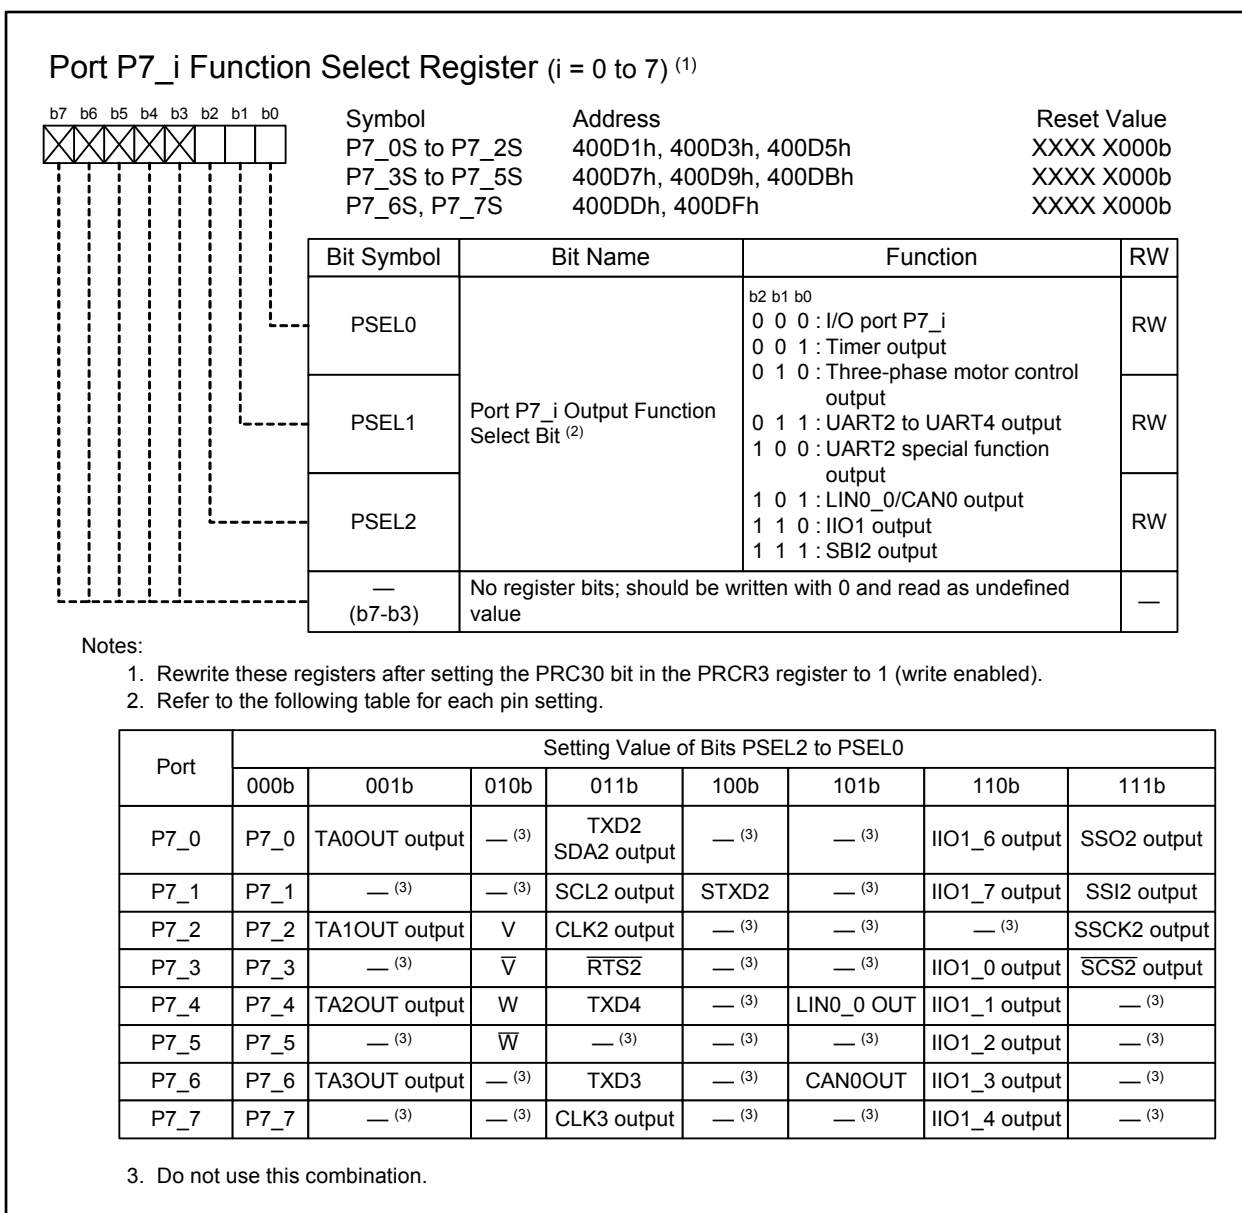 Port P7_i Function Select Register (i = 0 to 7) (1)
b7 b6 b5 b4 b3 b2 b1 b0
Symbol Address Reset Value
P7_0S to P7_2S 400D1h, 400D3h, 400D5h XXXX X000b
P7_3S to P7_5S 400D7h, 400D9h, 400DBh XXXX X000b
P7_6S, P7_7S 400DDh, 400DFh XXXX X000b
Bit Symbol Bit Name Function RW
PSEL0 RW
PSEL1 RW
PSEL2 RW
Port P7_i Output Function
Select Bit (2)
b2 b1 b0
0 0 0 : I/O port P7_i
0 0 1 : Timer output
0 1 0 : Three-phase motor control
output
0 1 1 : UART2 to UART4 output
1 0 0 : UART2 special function
output
1 0 1 : LIN0_0/CAN0 output
1 1 0 : IIO1 output
1 1 1 : SBI2 output
— 
(b7-b3)
No register bits; should be written with 0 and read as undefined
value
—
Notes:
1. Rewrite these registers after setting the PRC30 bit in the PRCR3 register to 1 (write enabled).
2. Refer to the following table for each pin setting.
Port Setting Value of Bits PSEL2 to PSEL0
000b 001b 010b 011b 100b 101b 110b 111b
P7_0 P7_0 TA0OUT output — (3) TXD2 SDA2 output — (3) — (3) IIO1_6 output SSO2 output
P7_1 P7_1 — (3) — (3) SCL2 output STXD2 — (3) IIO1_7 output SSI2 output
P7_2 P7_2 TA1OUT output V CLK2 output — (3) — (3) — (3) SSCK2 output
P7_3 P7_3 — (3) V̅ R̅T̅S̅2̅ — (3) — (3) IIO1_0 output S̅C̅S̅2̅ output
P7_4 P7_4 TA2OUT output W TXD4 — (3) LIN0_0 OUT IIO1_1 output — (3)
P7_5 P7_5 — (3) W̅ — (3) — (3) — (3) IIO1_2 output — (3)
P7_6 P7_6 TA3OUT output — (3) TXD3 — (3) CAN0OUT IIO1_3 output — (3)
P7_7 P7_7 — (3) — (3) CLK3 output — (3) — (3) IIO1_4 output — (3)
3. Do not use this combination.